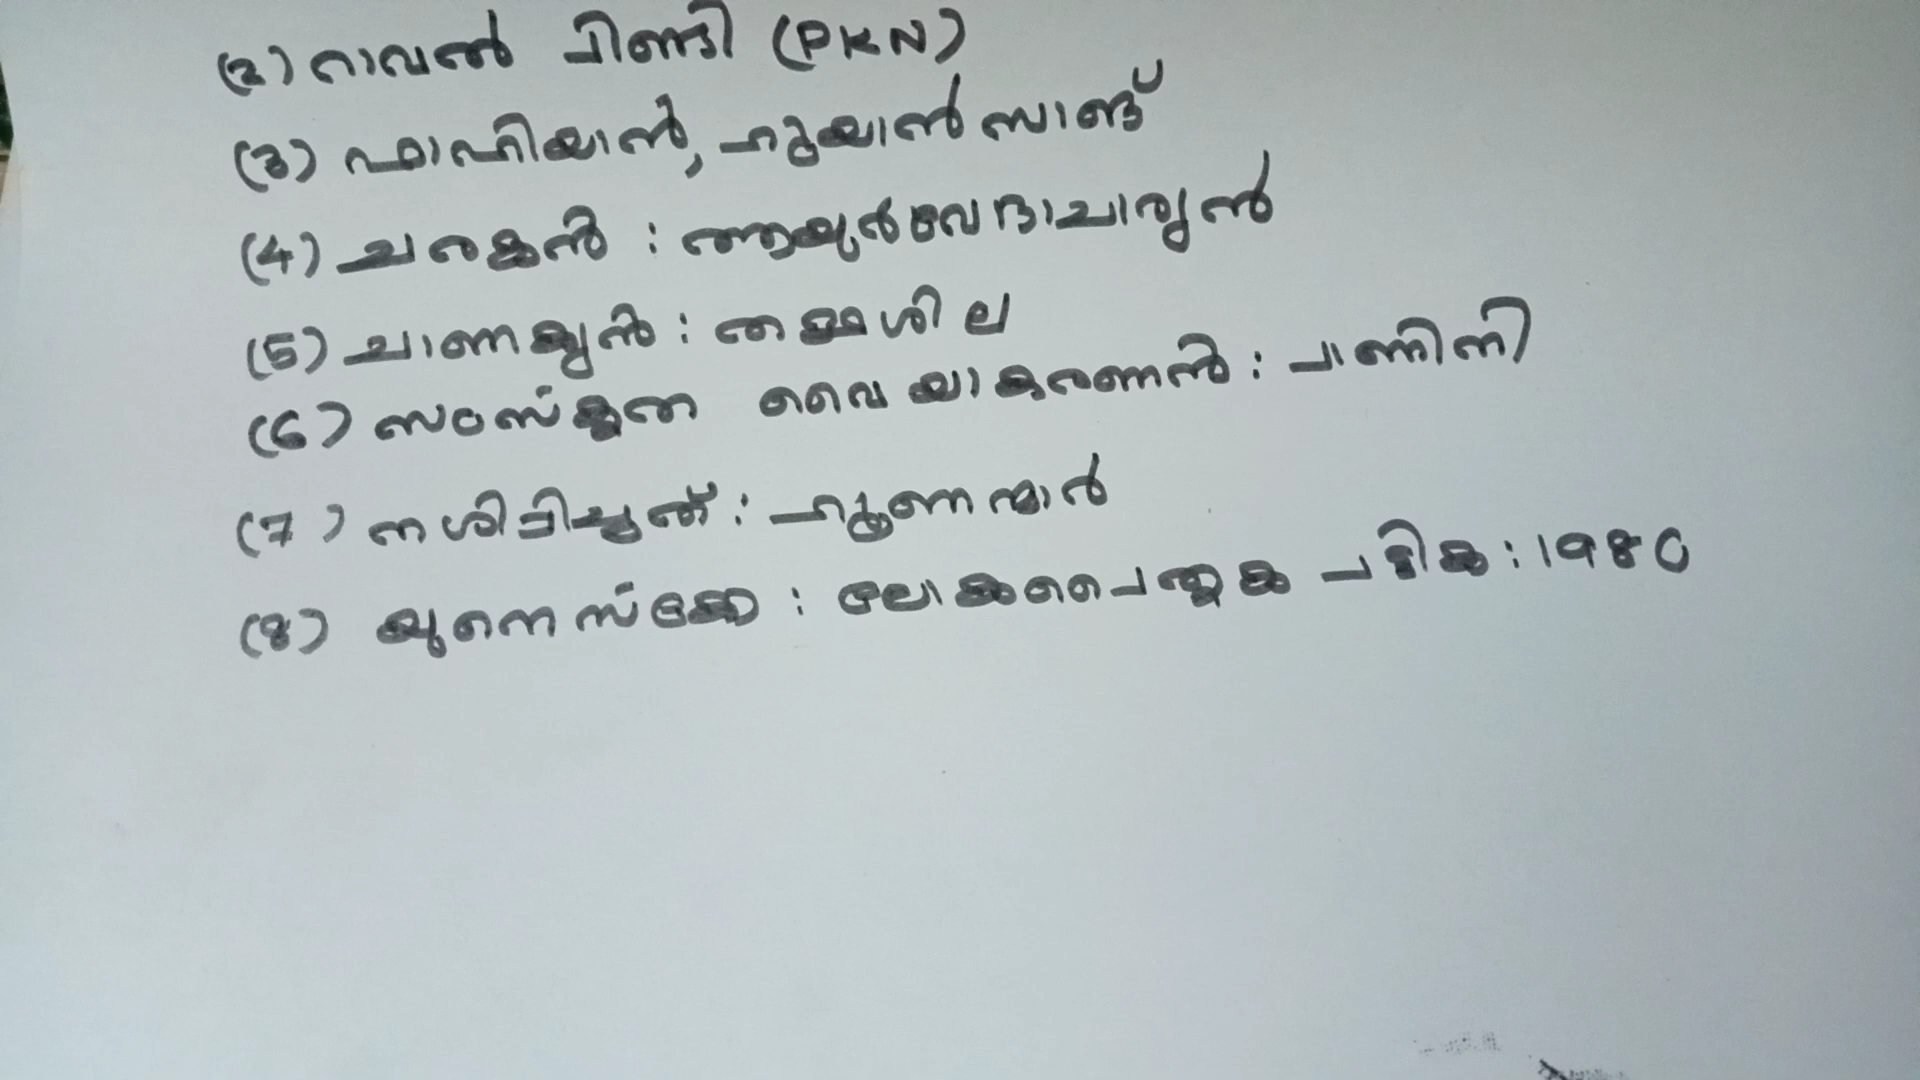 (2) റാവൽ പിണ്ടി (PKN)
(3) ഫാഹിയാൻ, ഹുയാൻ സാങ്ങ്
(4) ചരകൻ : ആയുർവേദാചാര്യൻ
(5) ചാണക്യൻ : തക്ഷശില
(6) സംസ്കൃത വൈയാകരണൻ : പാണിനി
(7) നശിപ്പിച്ചത് : ഹൂണന്മാർ
(8) യുനെസ്ക്കോ : ലോകപൈതൃക പട്ടിക : 1980